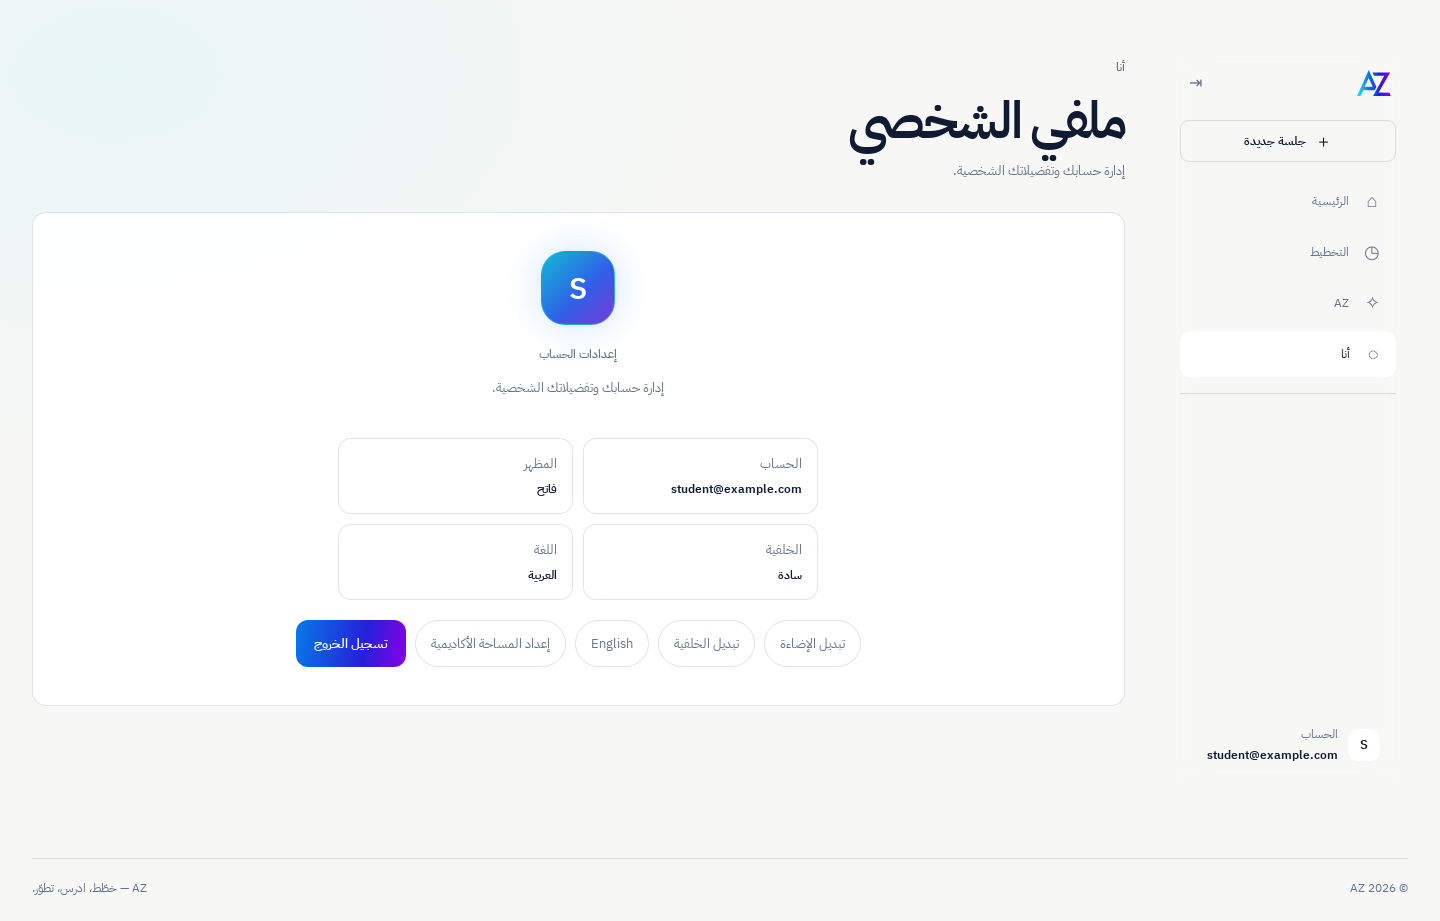 AZ
جلسة جديدة
الرئيسية
التخطيط
AZ
أنا
الحساب
S
student@example.com
أنا
ملفي الشخصي
إدارة حسابك وتفضيلاتك الشخصية.
S
إعدادات الحساب
إدارة حسابك وتفضيلاتك الشخصية.
الحساب
student@example.com
المظهر
فاتح
الخلفية
سادة
اللغة
العربية
تبديل الإضاءة
تبديل الخلفية
English
إعداد المساحة الأكاديمية
تسجيل الخروج
© 2026 AZ
AZ — خطّط، ادرس، تطوّر.